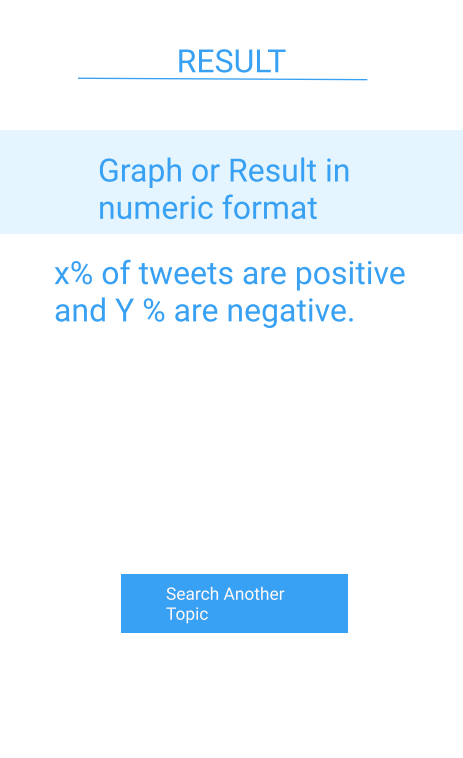 RESULT
Graph or Result in
numeric format
x% of tweets are positive
and Y % are negative.
Search Another
Topic